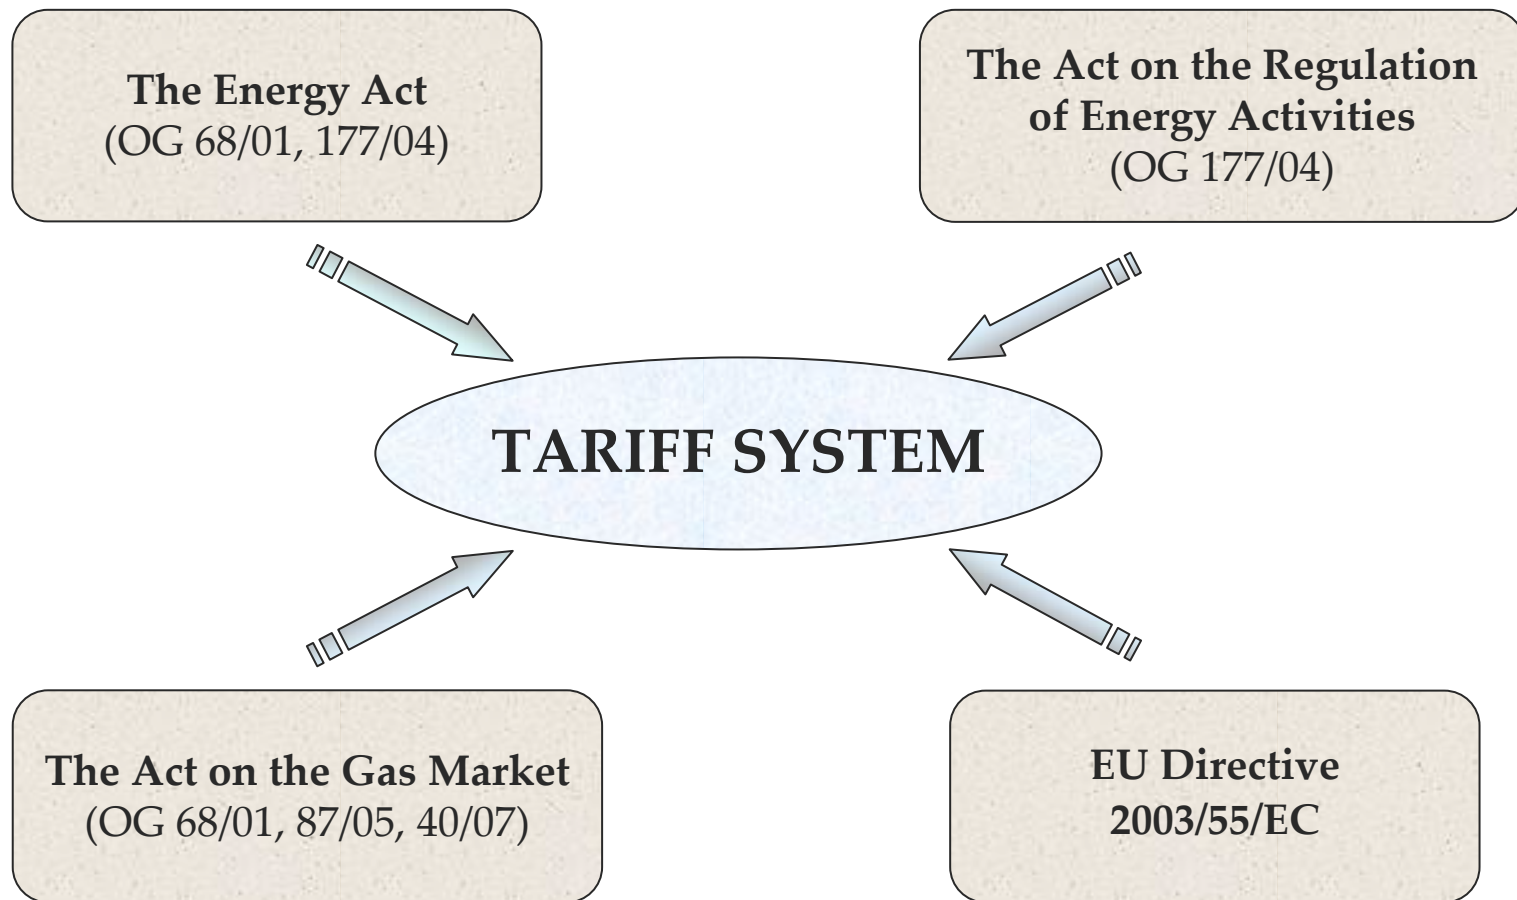 The Energy Act
(OG 68/01, 177/04)
The Act on the Regulation
of Energy Activities
(OG 177/04)
TARIFF SYSTEM
The Act on the Gas Market
(OG 68/01, 87/05, 40/07)
EU Directive
2003/55/EC